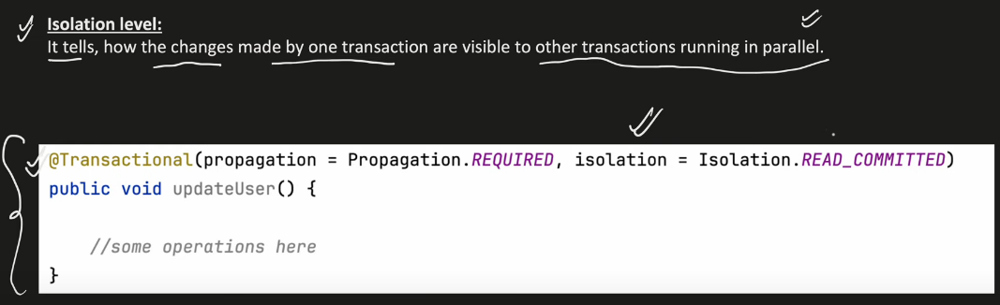 Isolation level:
It tells, how the changes made by one transaction are visible to other transactions running in parallel.
@Transactional(propagation = Propagation.REQUIRED, isolation = Isolation.READ_COMMITTED)
public void updateUser() {
//some operations here
}